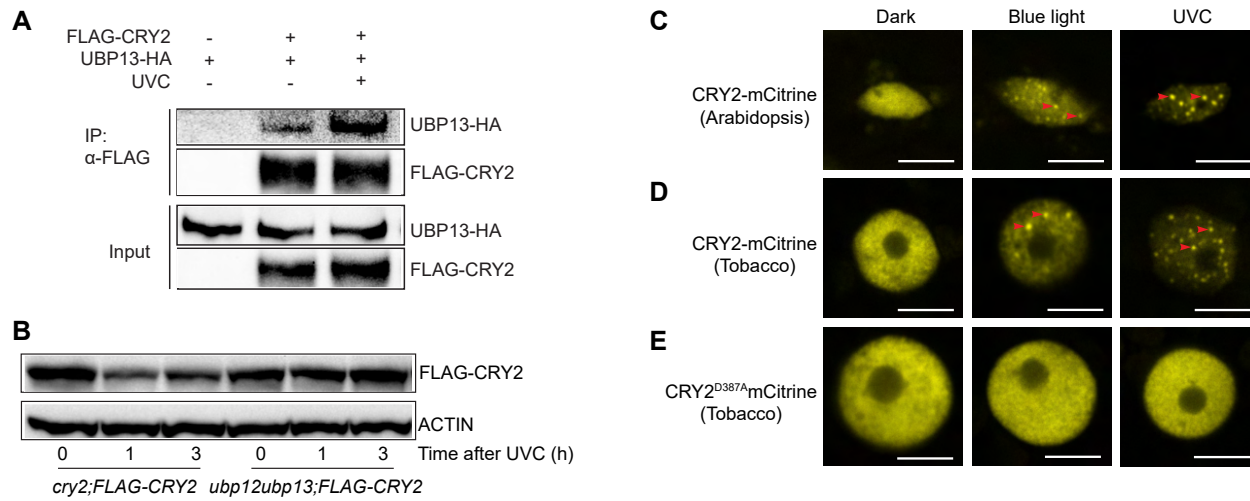 A
FLAG-CRY2 - + +
UBP13-HA + + +
UVC - - +
IP:
α-FLAG
UBP13-HA
FLAG-CRY2
Input
UBP13-HA
FLAG-CRY2
B
FLAG-CRY2
ACTIN
0 1 3 0 1 3 Time after UVC (h)
cry2;FLAG-CRY2 ubp12ubp13;FLAG-CRY2
C
Dark Blue light UVC
CRY2-mCitrine
(Arabidopsis)
D
CRY2-mCitrine
(Tobacco)
E
CRY2D387AmCitrine
(Tobacco)